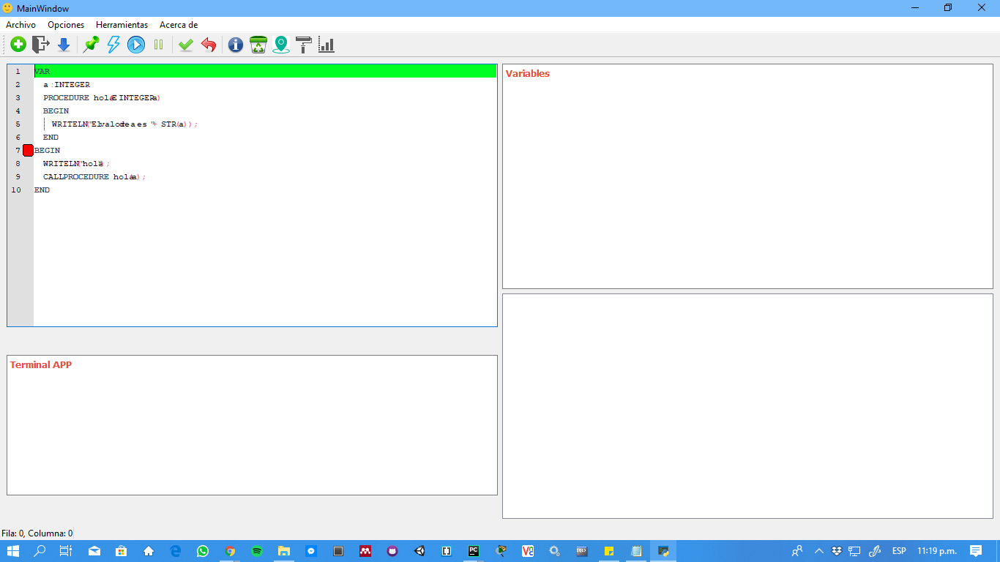 MainWindow
Archivo Opciones Herramientas Acerca de
1 VAR
2 a :INTEGER
3 PROCEDURE hola(E INTEGER a)
4 BEGIN
5 WRITELN("El valor de a es "+ STR(a));
6 END
7 BEGIN
8 WRITELN("hola");
9 CALL PROCEDURE hola(a);
10 END
Variables
Terminal APP
Fila: 0, Columna: 0
ESP 11:19 p.m.